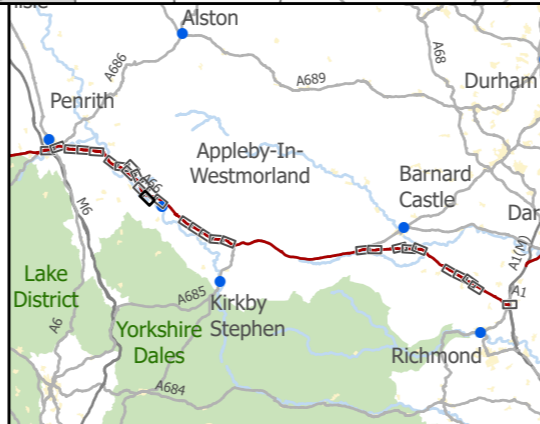 Alston
A686
A68
A689
Durham
Penrith
A66
Appleby-In-
Westmorland
Barnard
Castle
M6
A1(M)
Lake
District
A685
Kirkby
Stephen
A1
A6
Yorkshire
Dales
Richmond
A684